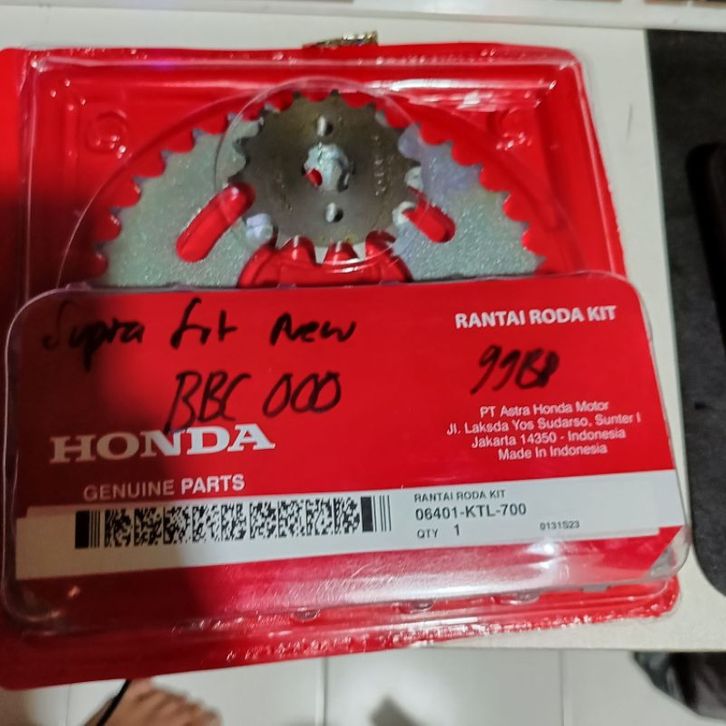 Supra fit New
BBC 000
RANTAI RODA KIT
PT Astra Honda Motor
Jl. Laksda Yos Sudarso, Sunter I
Jakarta 14350 - Indonesia
Made In Indonesia
HONDA
GENUINE PARTS
RANTAI RODA KIT
06401-KTL-700
QTY 1
0131S23